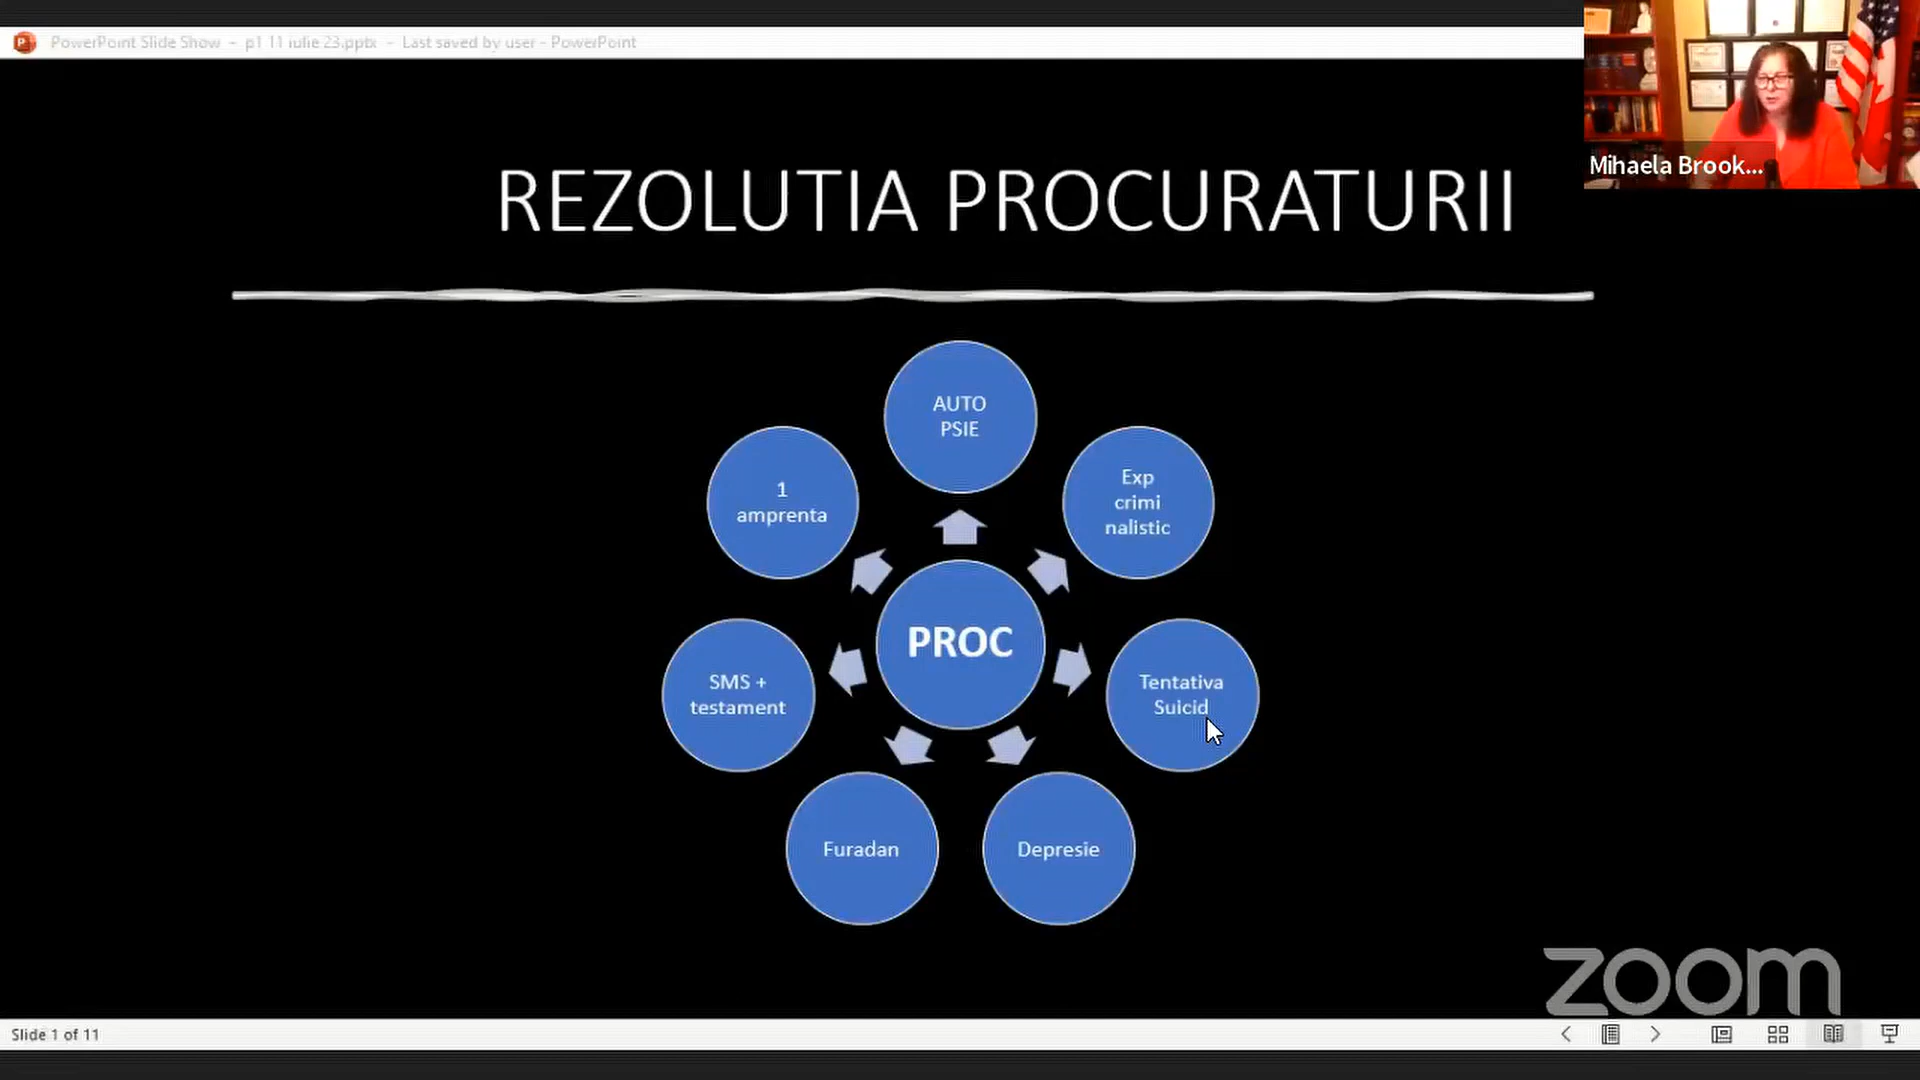 PowerPoint Slide Show - p1 11 iulie 23.pptx - Last saved by user - PowerPoint
Mihaela Brook...
REZOLUTIA PROCURATURII
AUTO
PSIE
1
amprenta
Exp
crimi
nalistic
PROC
SMS +
testament
Tentativa
Suicid
Furadan
Depresie
zoom
Slide 1 of 11